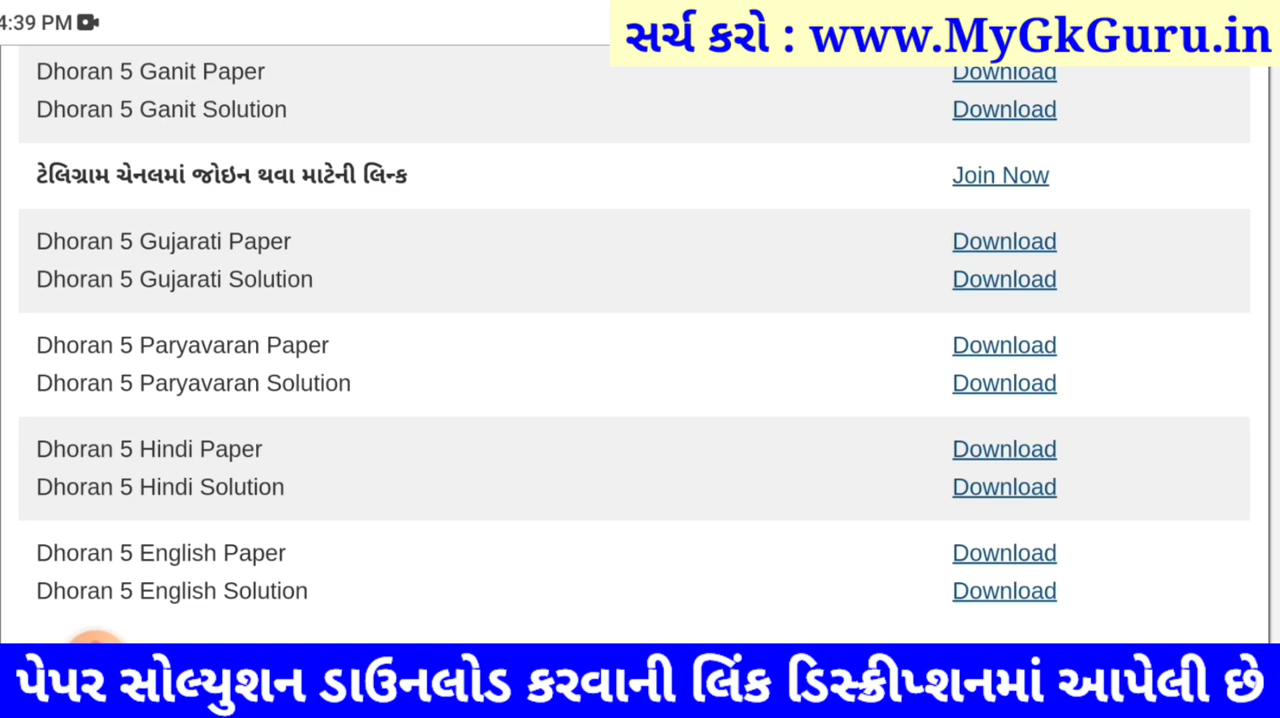 4:39 PM
સર્ચ કરો : www.MyGkGuru.in
Dhoran 5 Ganit Paper Download
Dhoran 5 Ganit Solution Download
ટેલિગ્રામ ચેનલમાં જોઇન થવા માટેની લિન્ક Join Now
Dhoran 5 Gujarati Paper Download
Dhoran 5 Gujarati Solution Download
Dhoran 5 Paryavaran Paper Download
Dhoran 5 Paryavaran Solution Download
Dhoran 5 Hindi Paper Download
Dhoran 5 Hindi Solution Download
Dhoran 5 English Paper Download
Dhoran 5 English Solution Download
પેપર સોલ્યુશન ડાઉનલોડ કરવાની લિંક ડિસ્ક્રીપ્શનમાં આપેલી છે